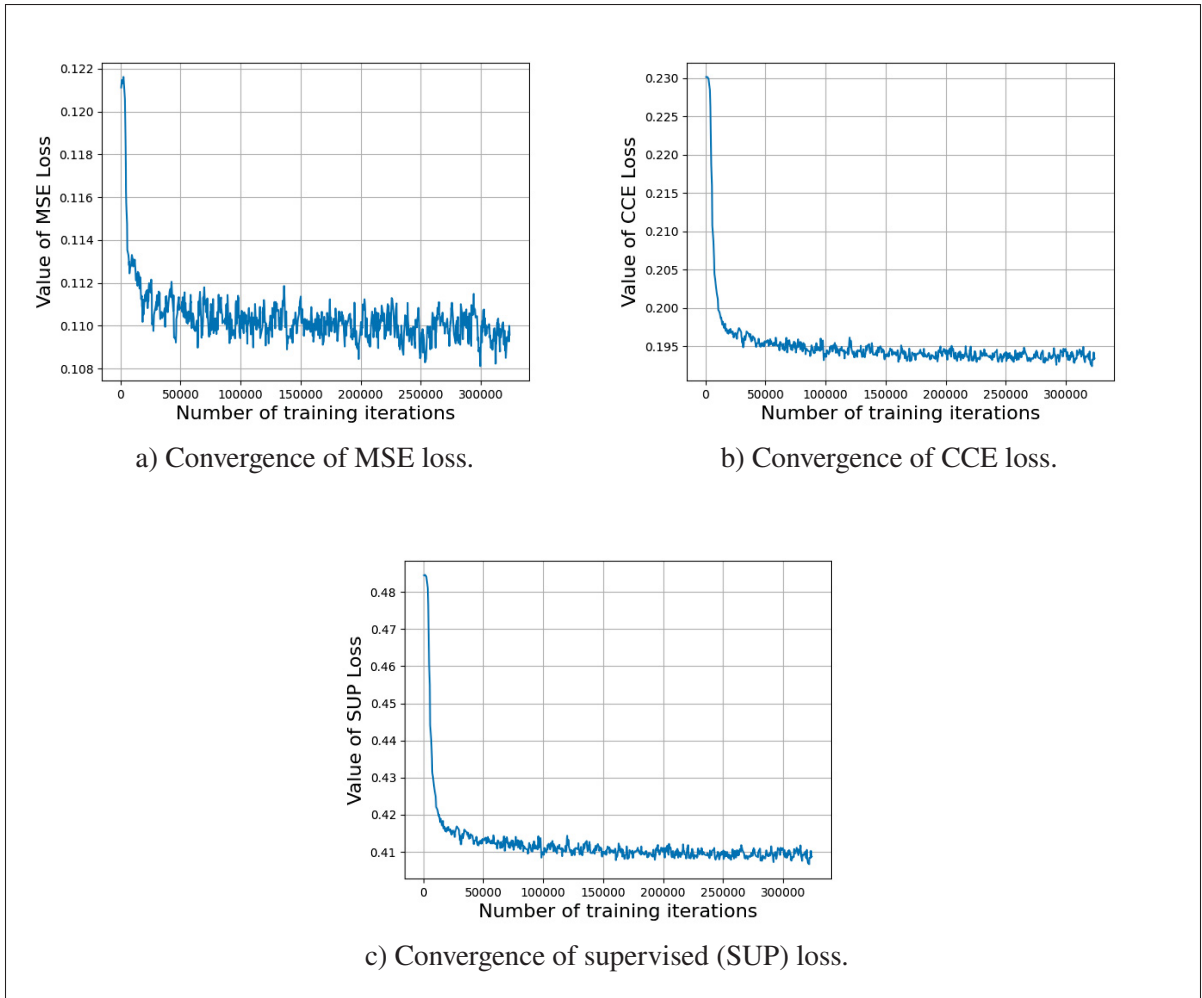 0.122
0.120
0.118
0.116
0.114
0.112
0.110
0.108
Value of MSE Loss
0 50000 100000 150000 200000 250000 300000
Number of training iterations
a) Convergence of MSE loss.
0.230
0.225
0.220
0.215
0.210
0.205
0.200
0.195
Value of CCE Loss
0 50000 100000 150000 200000 250000 300000
Number of training iterations
b) Convergence of CCE loss.
0.48
0.47
0.46
0.45
0.44
0.43
0.42
0.41
Value of SUP Loss
0 50000 100000 150000 200000 250000 300000
Number of training iterations
c) Convergence of supervised (SUP) loss.